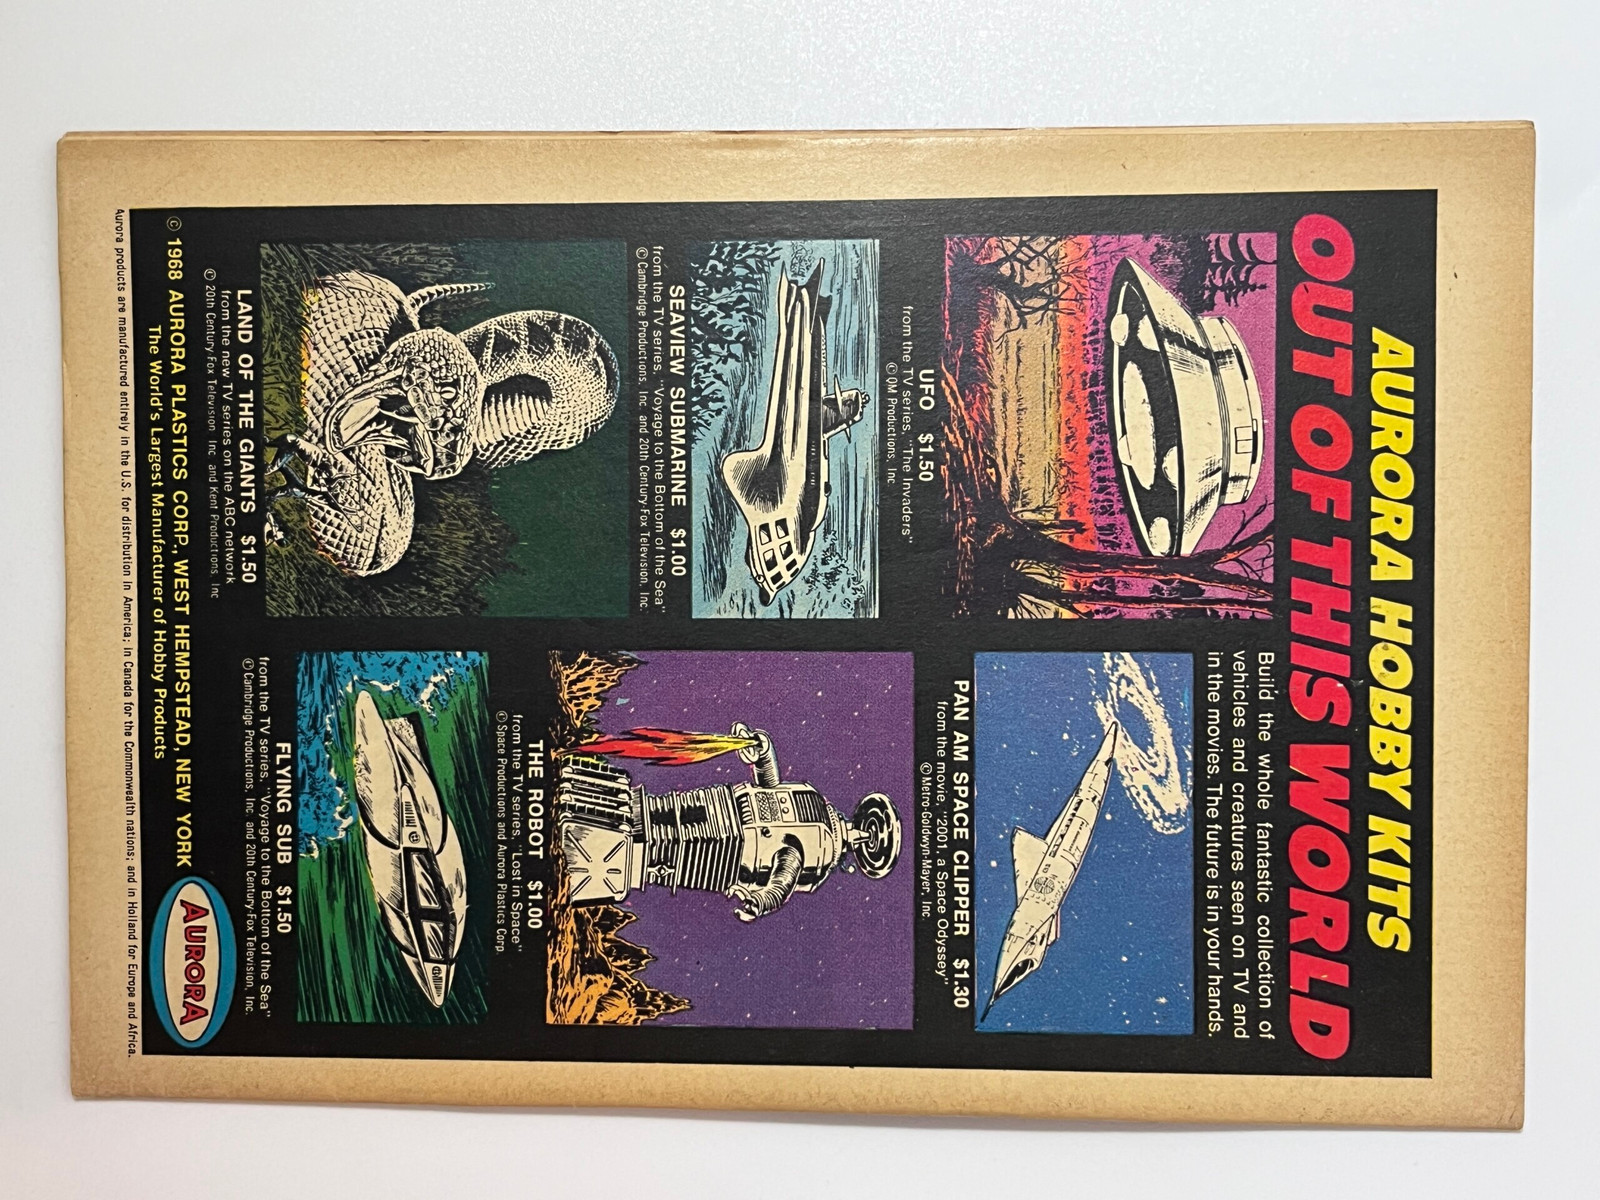 AURORA HOBBY KITS
OUT OF THIS WORLD
Build the whole fantastic collection of
vehicles and creatures seen on TV and
in the movies. The future is in your hands.
UFO $1.50
from the TV series, "The Invaders"
© QM Productions, Inc.
PAN AM SPACE CLIPPER $1.30
from the movie, "2001, a Space Odyssey"
© Metro-Goldwyn-Mayer, Inc.
SEAVIEW SUBMARINE $1.00
from the TV series, "Voyage to the Bottom of the Sea"
© Cambridge Productions, Inc. and 20th Century-Fox Television, Inc.
THE ROBOT $1.00
from the TV series, "Lost in Space"
© Space Productions and Aurora Plastics Corp.
LAND OF THE GIANTS $1.50
from the new TV series on the ABC network
© 20th Century-Fox Television, Inc. and Kent Productions, Inc.
FLYING SUB $1.50
from the TV series, "Voyage to the Bottom of the Sea"
© Cambridge Productions, Inc. and 20th Century-Fox Television, Inc.
© 1968 AURORA PLASTICS CORP., WEST HEMPSTEAD, NEW YORK
The World's Largest Manufacturer of Hobby Products
AURORA
Aurora products are manufactured entirely in the U.S. for distribution in America; in Canada for the Commonwealth nations; and in Holland for Europe and Africa.